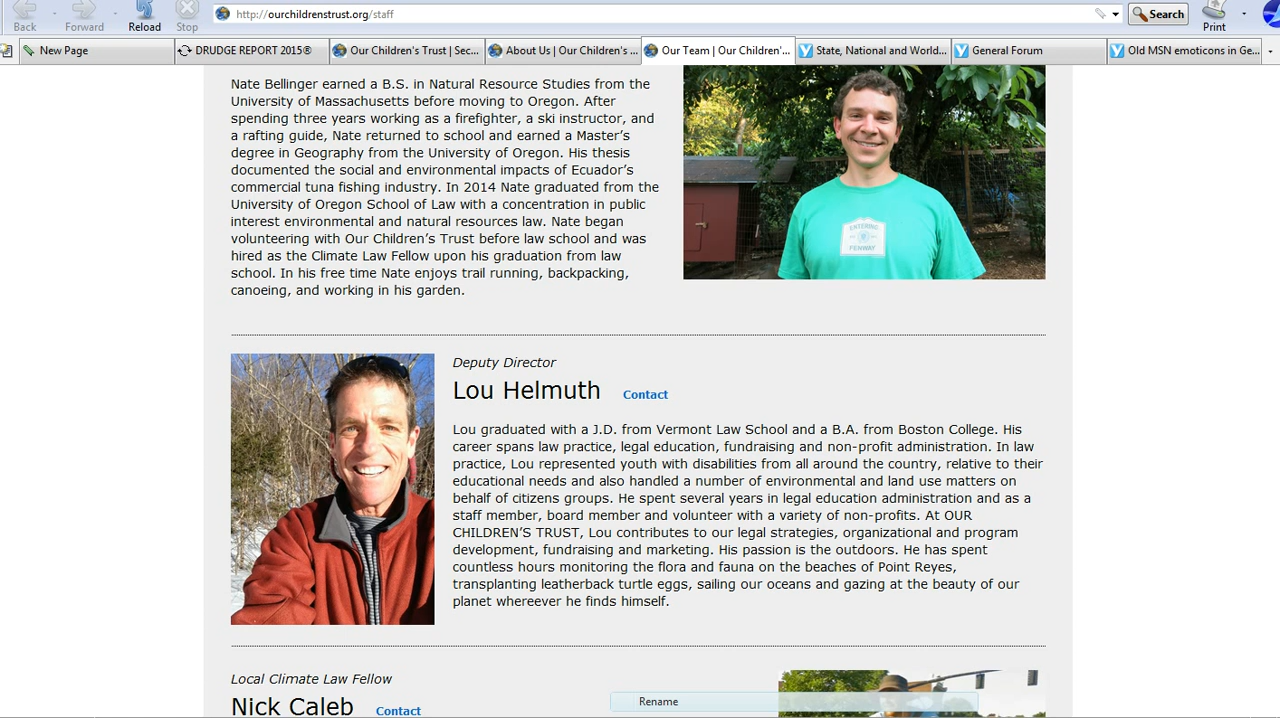 Back Forward Reload Stop http://ourchildrenstrust.org/staff Search Print
New Page DRUDGE REPORT 2015® Our Children's Trust | Sec... About Us | Our Children's ... Our Team | Our Children'... State, National and World... General Forum Old MSN emoticons in Ge...
Nate Bellinger earned a B.S. in Natural Resource Studies from the
University of Massachusetts before moving to Oregon. After
spending three years working as a firefighter, a ski instructor, and
a rafting guide, Nate returned to school and earned a Master's
degree in Geography from the University of Oregon. His thesis
documented the social and environmental impacts of Ecuador's
commercial tuna fishing industry. In 2014 Nate graduated from the
University of Oregon School of Law with a concentration in public
interest environmental and natural resources law. Nate began
volunteering with Our Children's Trust before law school and was
hired as the Climate Law Fellow upon his graduation from law
school. In his free time Nate enjoys trail running, backpacking,
canoeing, and working in his garden.
ENTERING
FENWAY
Deputy Director
Lou Helmuth Contact
Lou graduated with a J.D. from Vermont Law School and a B.A. from Boston College. His
career spans law practice, legal education, fundraising and non-profit administration. In law
practice, Lou represented youth with disabilities from all around the country, relative to their
educational needs and also handled a number of environmental and land use matters on
behalf of citizens groups. He spent several years in legal education administration and as a
staff member, board member and volunteer with a variety of non-profits. At OUR
CHILDREN'S TRUST, Lou contributes to our legal strategies, organizational and program
development, fundraising and marketing. His passion is the outdoors. He has spent
countless hours monitoring the flora and fauna on the beaches of Point Reyes,
transplanting leatherback turtle eggs, sailing our oceans and gazing at the beauty of our
planet whereever he finds himself.
Local Climate Law Fellow
Nick Caleb Contact
Rename